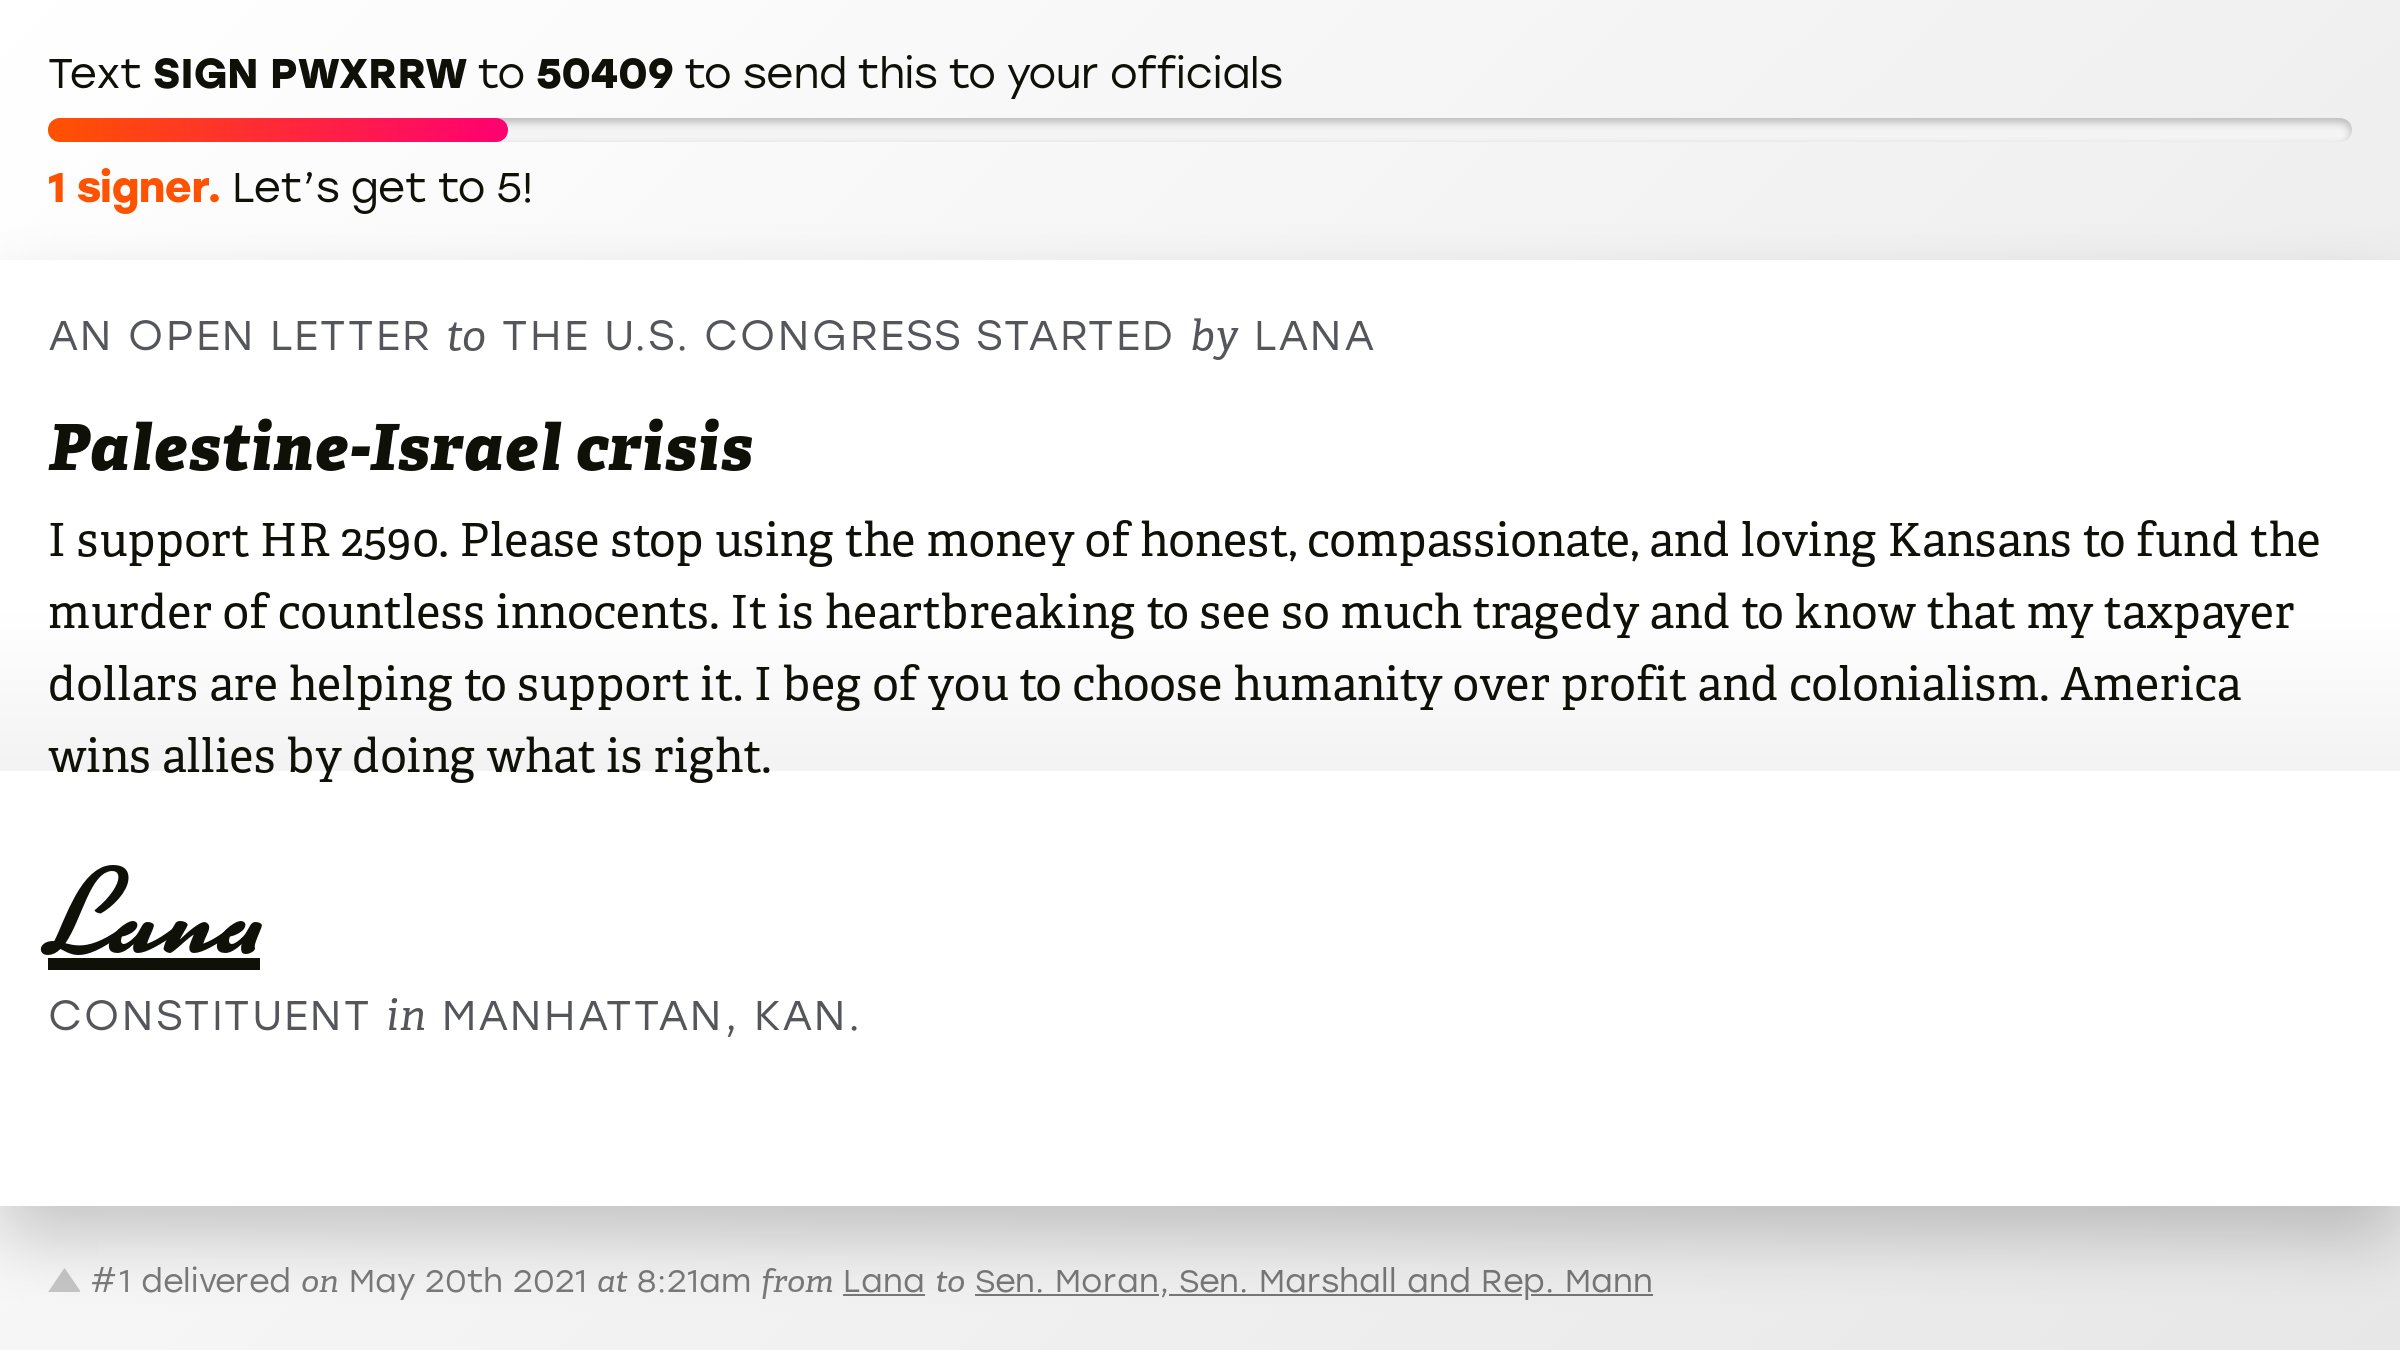 Text SIGN PWXRRW to 50409 to send this to your officials
1 signer. Let’s get to 5!
AN OPEN LETTER to THE U.S. CONGRESS STARTED by LANA
Palestine-Israel crisis
I support HR 2590. Please stop using the money of honest, compassionate, and loving Kansans to fund the
murder of countless innocents. It is heartbreaking to see so much tragedy and to know that my taxpayer
dollars are helping to support it. I beg of you to choose humanity over profit and colonialism. America
wins allies by doing what is right.
Lana
CONSTITUENT in MANHATTAN, KAN.
#1 delivered on May 20th 2021 at 8:21am from Lana to Sen. Moran, Sen. Marshall and Rep. Mann